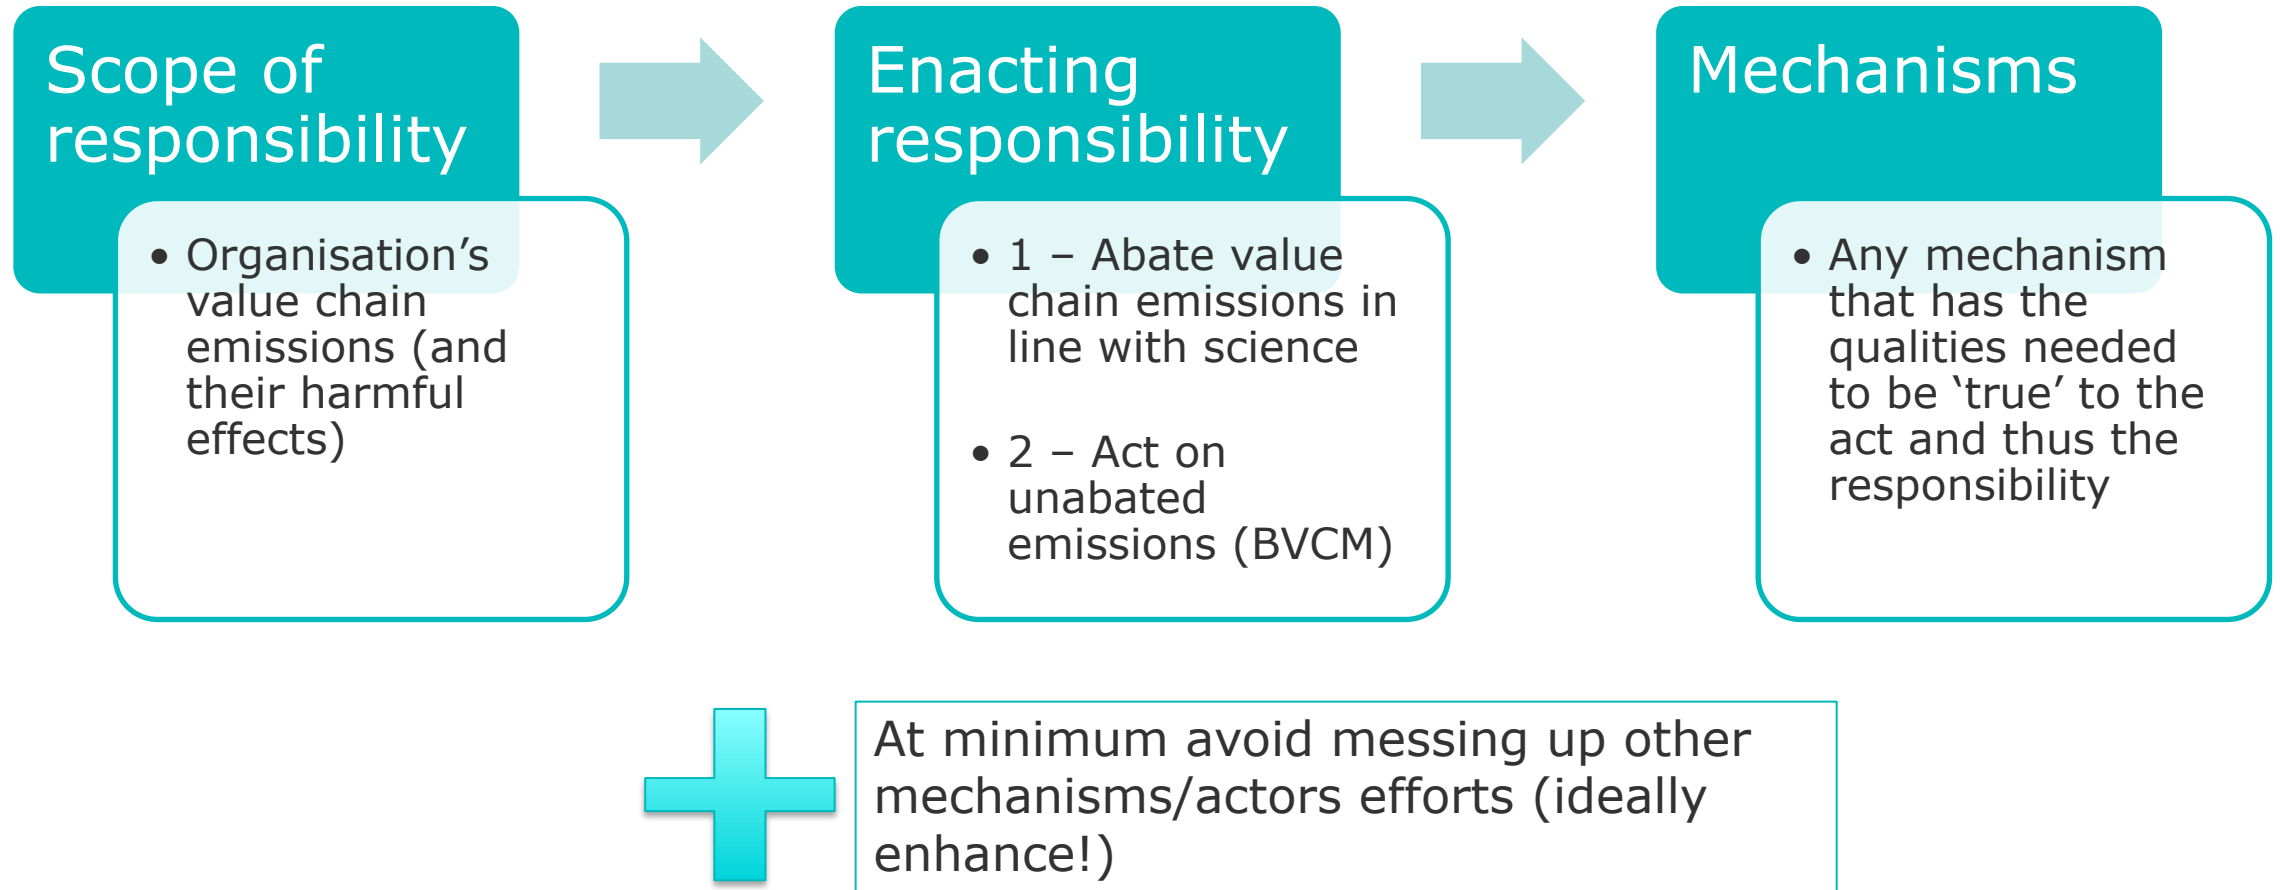 Scope of
responsibility
• Organisation’s
value chain
emissions (and
their harmful
effects)
Enacting
responsibility
• 1 – Abate value
chain emissions in
line with science
• 2 – Act on
unabated
emissions (BVCM)
Mechanisms
• Any mechanism
that has the
qualities needed
to be ‘true’ to the
act and thus the
responsibility
At minimum avoid messing up other
mechanisms/actors efforts (ideally
enhance!)